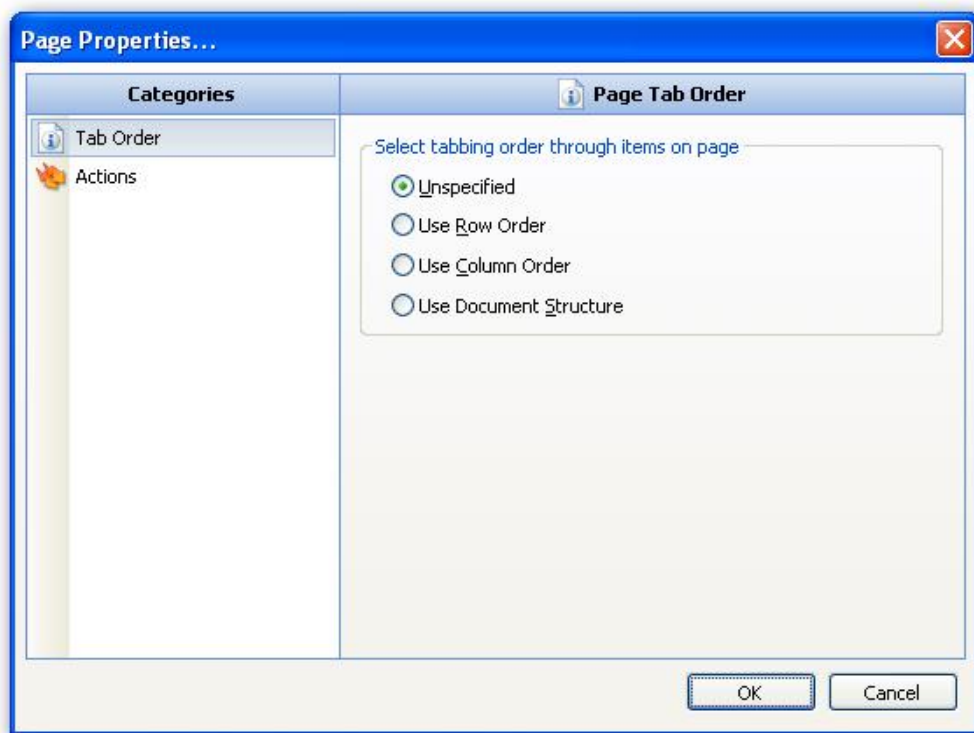 Page Properties...
Categories
Page Tab Order
Tab Order
Actions
Select tabbing order through items on page
Unspecified
Use Row Order
Use Column Order
Use Document Structure
OK
Cancel